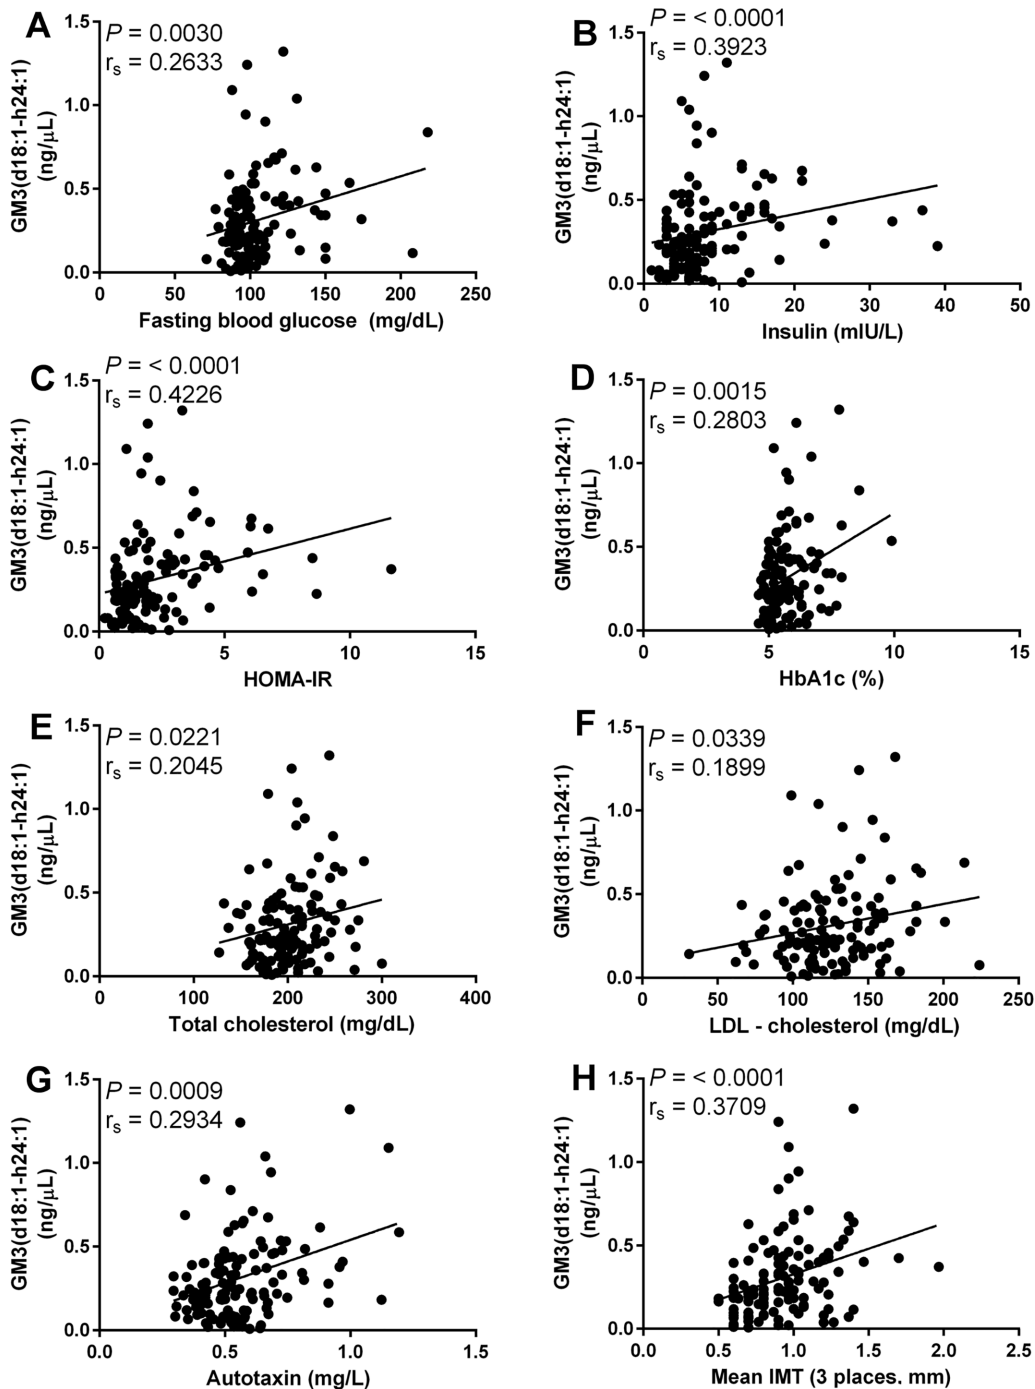 A
P = 0.0030
rs = 0.2633
GM3(d18:1-h24:1)
(ng/μL)
1.5
1.0
0.5
0.0
0 50 100 150 200 250
Fasting blood glucose (mg/dL)
B
P = < 0.0001
rs = 0.3923
GM3(d18:1-h24:1)
(ng/μL)
1.5
1.0
0.5
0.0
0 10 20 30 40 50
Insulin (mIU/L)
C
P = < 0.0001
rs = 0.4226
GM3(d18:1-h24:1)
(ng/μL)
1.5
1.0
0.5
0.0
0 5 10 15
HOMA-IR
D
P = 0.0015
rs = 0.2803
GM3(d18:1-h24:1)
(ng/μL)
1.5
1.0
0.5
0.0
0 5 10 15
HbA1c (%)
E
P = 0.0221
rs = 0.2045
GM3(d18:1-h24:1)
(ng/μL)
1.5
1.0
0.5
0.0
0 100 200 300 400
Total cholesterol (mg/dL)
F
P = 0.0339
rs = 0.1899
GM3(d18:1-h24:1)
(ng/μL)
1.5
1.0
0.5
0.0
0 50 100 150 200 250
LDL - cholesterol (mg/dL)
G
P = 0.0009
rs = 0.2934
GM3(d18:1-h24:1)
(ng/μL)
1.5
1.0
0.5
0.0
0.0 0.5 1.0 1.5
Autotaxin (mg/L)
H
P = < 0.0001
rs = 0.3709
GM3(d18:1-h24:1)
(ng/μL)
1.5
1.0
0.5
0.0
0.0 0.5 1.0 1.5 2.0 2.5
Mean IMT (3 places. mm)